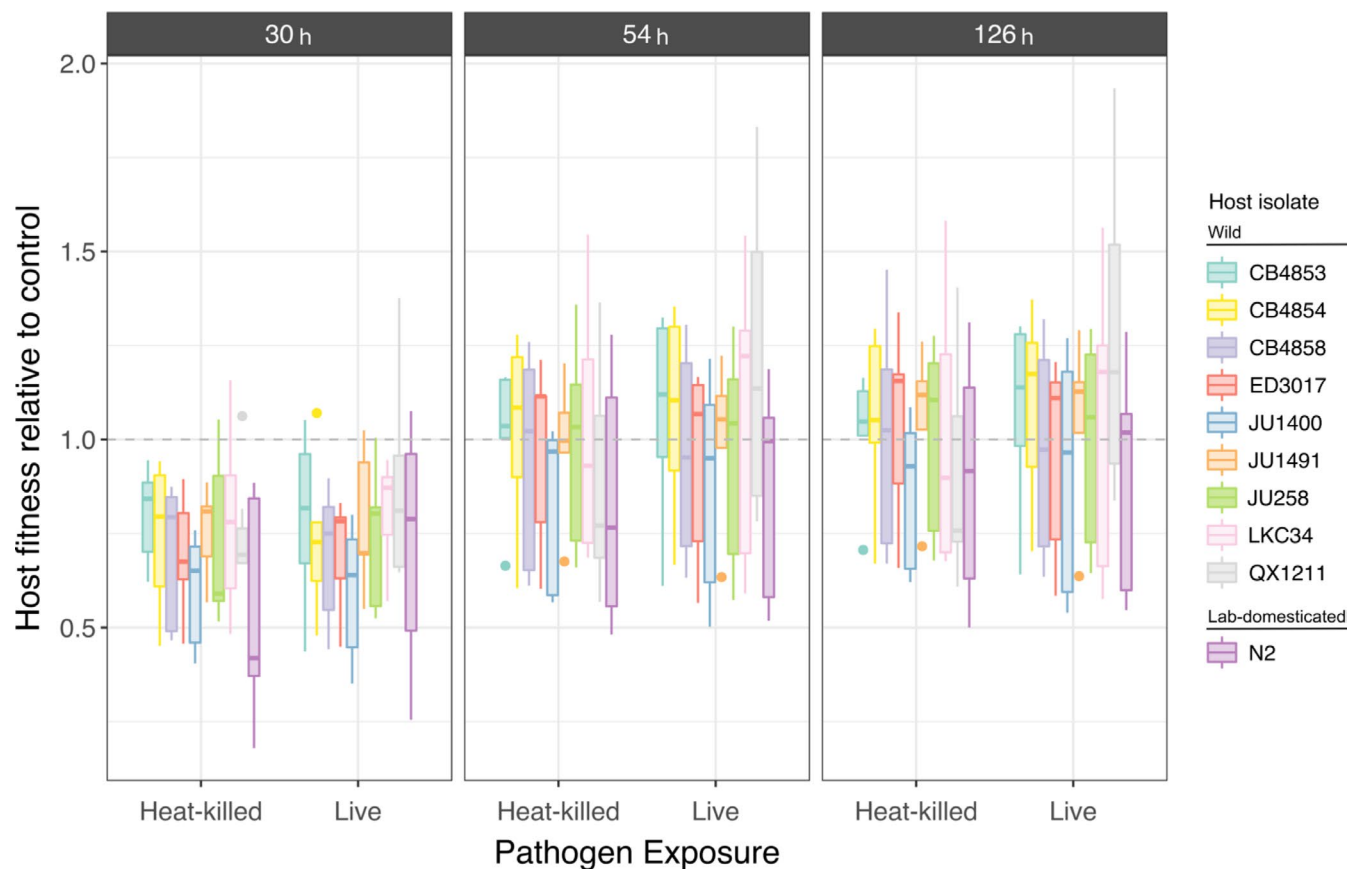 30 h
54 h
126 h
Host fitness relative to control
2.0
1.5
1.0
0.5
Heat-killed
Live
Heat-killed
Live
Heat-killed
Live
Pathogen Exposure
Host isolate
Wild
CB4853
CB4854
CB4858
ED3017
JU1400
JU1491
JU258
LKC34
QX1211
Lab-domesticated
N2